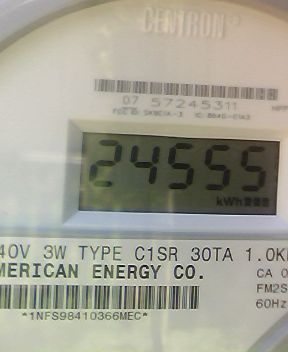 CENTRON
07 57245311
24555
kWh
40V 3W TYPE C1SR 30TA 1.0K
MERICAN ENERGY CO.
CA 0
FM2S
60Hz
*1NFS98410366MEC*